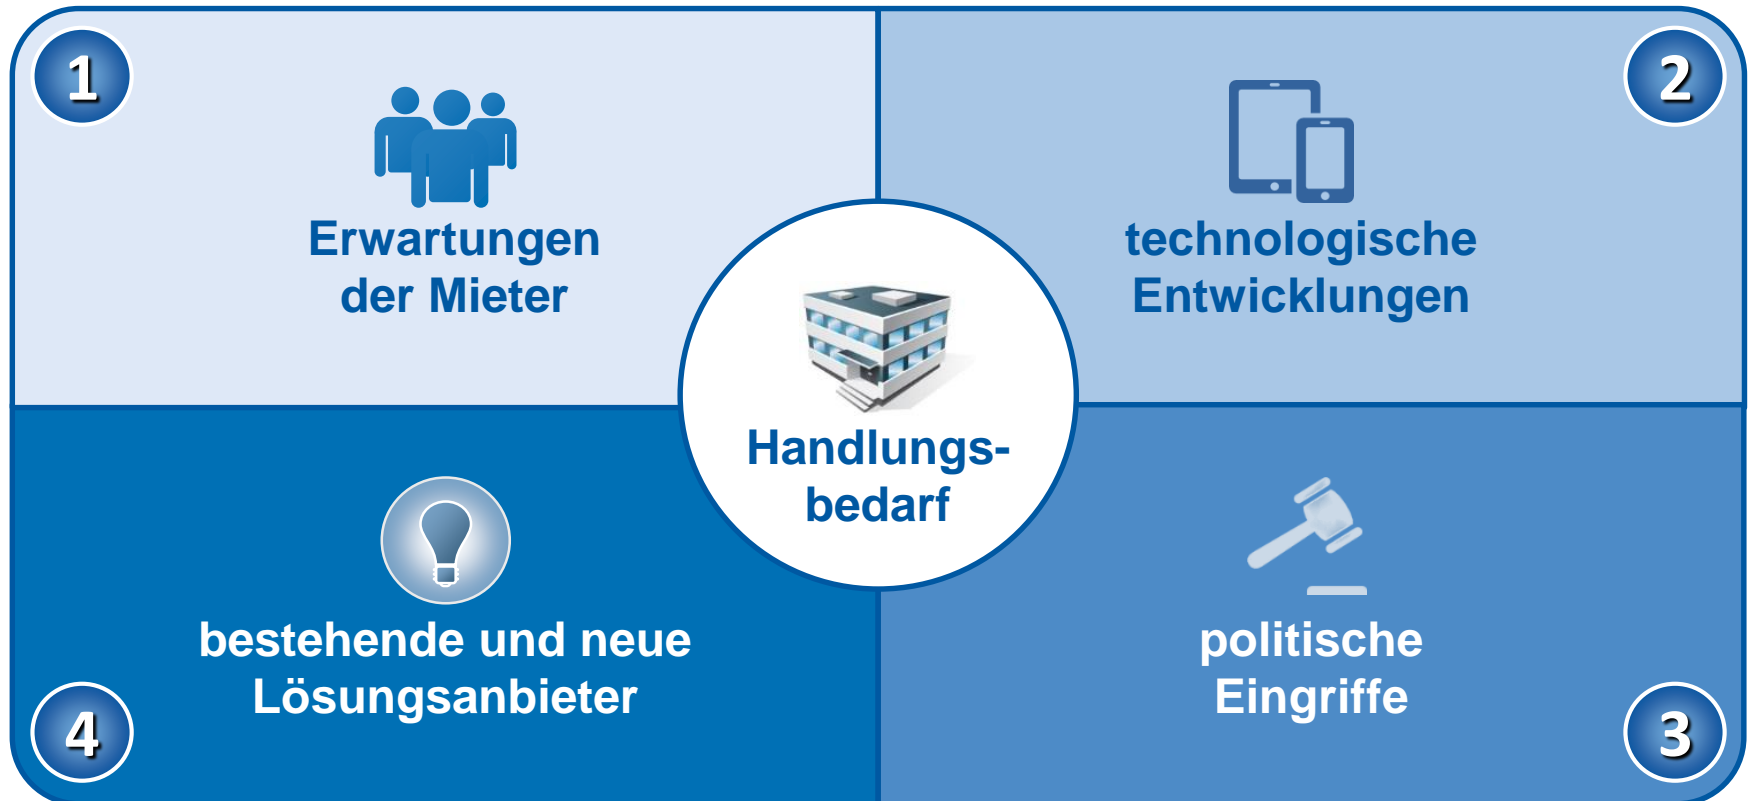 1
Erwartungen
der Mieter
2
technologische
Entwicklungen
Handlungs-
bedarf
3
politische
Eingriffe
4
bestehende und neue
Lösungsanbieter